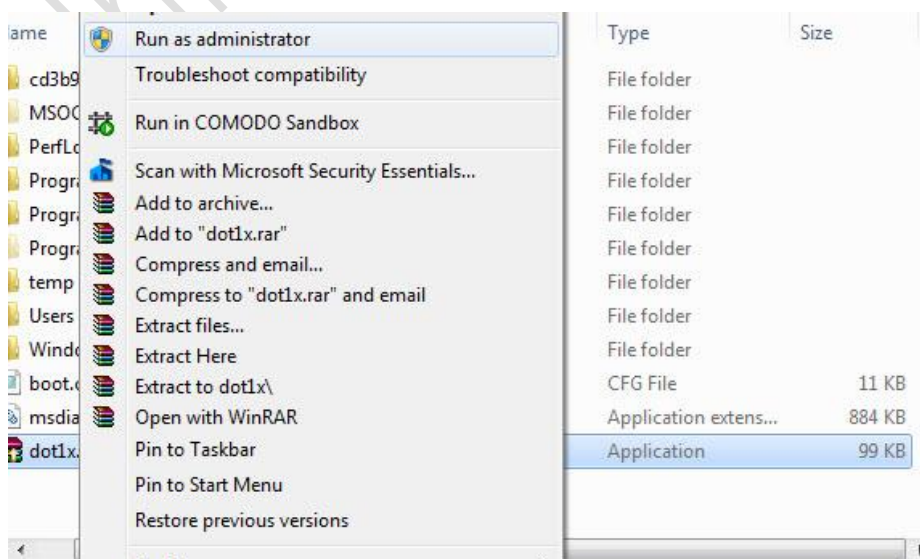 ame Type Size
Run as administrator
Troubleshoot compatibility
Run in COMODO Sandbox
Scan with Microsoft Security Essentials...
Add to archive...
Add to "dot1x.rar"
Compress and email...
Compress to "dot1x.rar" and email
Extract files...
Extract Here
Extract to dot1x\
Open with WinRAR
Pin to Taskbar
Pin to Start Menu
Restore previous versions
cd3b9 File folder
MSOC File folder
PerfLo File folder
Progra File folder
Progra File folder
Progra File folder
temp File folder
Users File folder
Windo File folder
boot.c CFG File 11 KB
msdia Application extens... 884 KB
dot1x. Application 99 KB